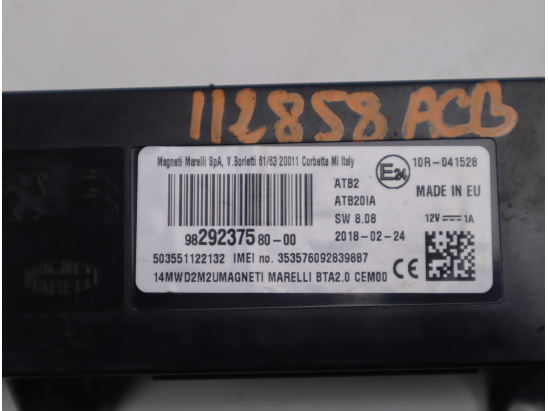 112858 ACB
Magneti Marelli SpA, V.Borletti 61/63 20011 Corbetta MI Italy
E24
10R-041528
ATB2
MADE IN EU
ATB20IA
SW 8.08
12V 1A
9829237580-00
2018-02-24
503551122132 IMEI no. 353576092839887
14MWD2M2UMAGNETI MARELLI BTA2.0 CEM00 CE
MAGNETI
MARELLI